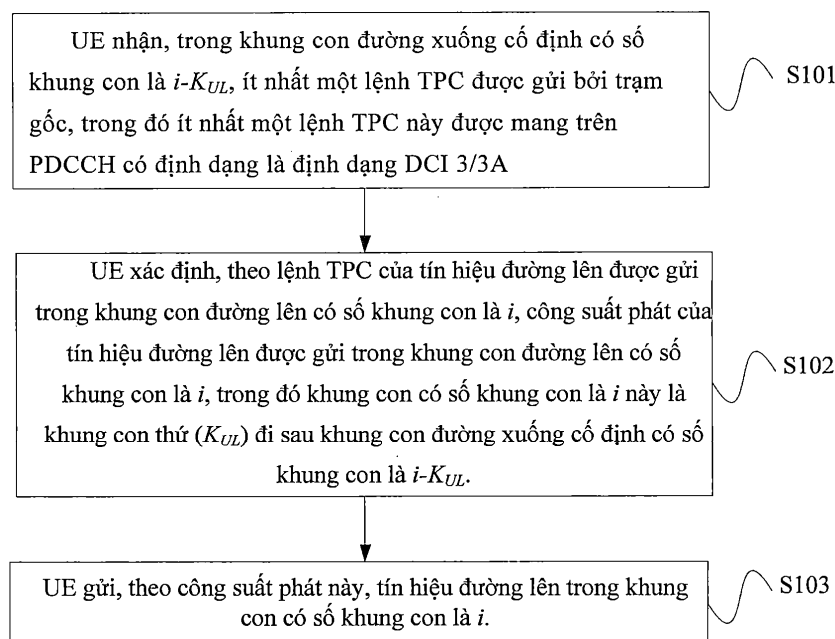 UE nhận, trong khung con đường xuống cố định có số
khung con là i-K_UL, ít nhất một lệnh TPC được gửi bởi trạm
gốc, trong đó ít nhất một lệnh TPC này được mang trên
PDCCH có định dạng là định dạng DCI 3/3A
S101
UE xác định, theo lệnh TPC của tín hiệu đường lên được gửi
trong khung con đường lên có số khung con là i, công suất phát của
tín hiệu đường lên được gửi trong khung con đường lên có số
khung con là i, trong đó khung con có số khung con là i này là
khung con thứ (K_UL) đi sau khung con đường xuống cố định có số
khung con là i-K_UL.
S102
UE gửi, theo công suất phát này, tín hiệu đường lên trong khung
con có số khung con là i.
S103